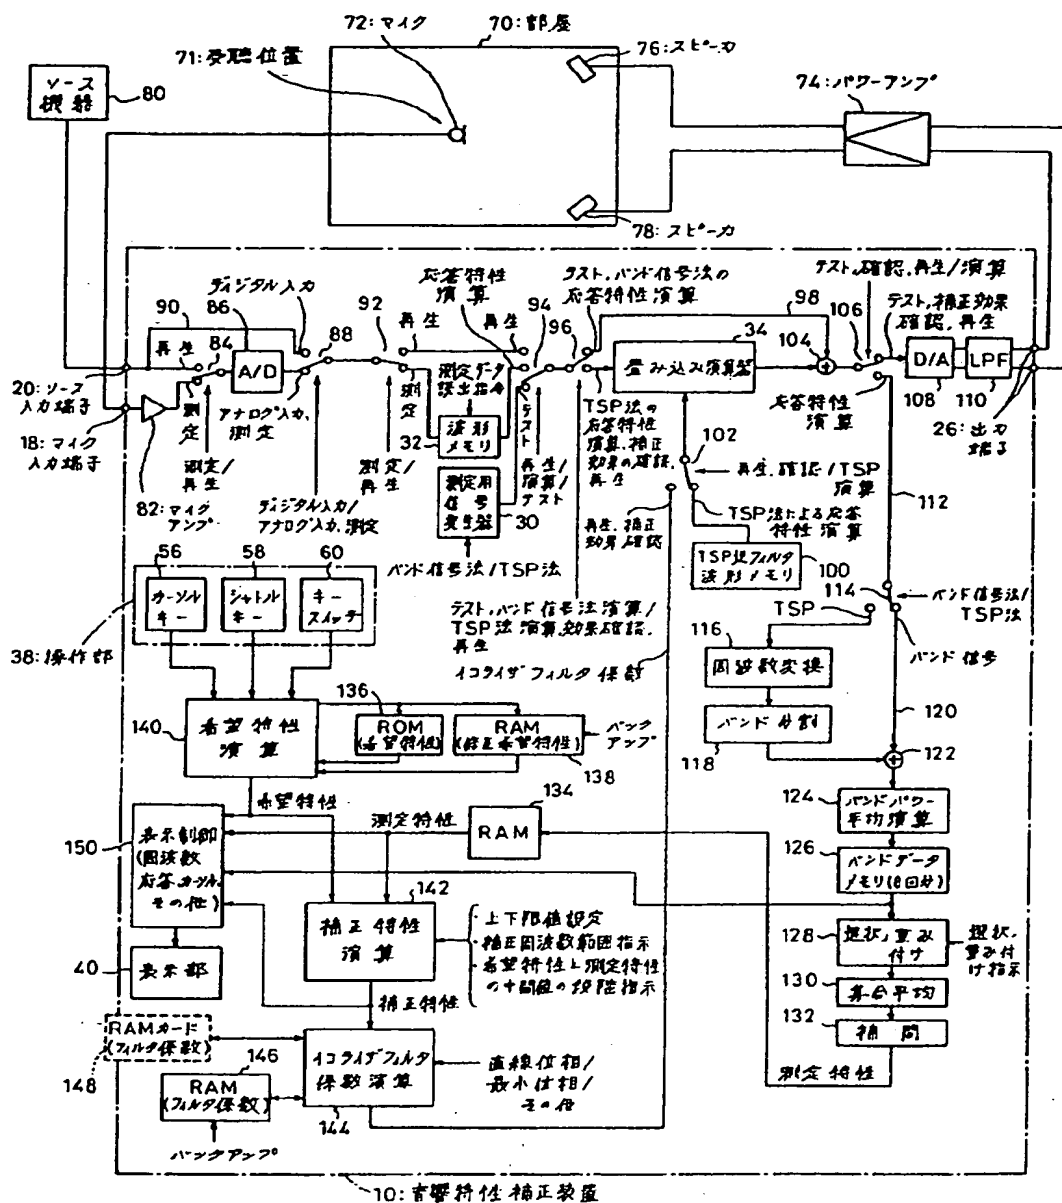 72:マイク
70:部屋
71:受聴位置
76:スピーカ
74:パワーアンプ
ソース
機器
80
78:スピーカ
応答特性
演算
テスト,バンド信号法の
応答特性演算
テスト,確認,再生/演算
テスト,補正効果
確認,再生
ディジタル入力
90
86
88
92
再生
再生
94
96
98
34
104
106
再生
84
A/D
測定データ
読出指令
畳み込み演算器
D/A
LPF
108
110
20:ソース
入力端子
測定
アナログ入力,
測定
測定
波形
メモリ
32
テスト
TSP法の
応答特性
演算,補正
効果の確認,
再生
応答特性
演算
26:出力
端子
18:マイク
入力端子
測定/
再生
測定/
再生
再生/
演算/
テスト
102
再生,確認/TSP
演算
112
82:マイク
アンプ
ディジタル入力/
アナログ入力,測定
測定用
信号
発生器
30
再生,補正
効果確認
TSP法による応答
特性演算
バンド信号法/TSP法
TSP逆フィルタ
波形メモリ
100
56
58
60
カーソル
キー
シャトル
キー
キー
スイッチ
38:操作部
テスト,バンド信号法演算/
TSP法演算,効果確認,
再生
TSP
114
バンド信号法/
TSP法
116
周波数変換
バンド信号
イコライザフィルタ係数
バンド分割
118
120
122
140
希望特性
演算
136
ROM
(希望特性)
RAM
(修正希望特性)
138
バック
アップ
希望特性
測定特性
134
RAM
124
バンドパワー
平均演算
126
バンドデータ
メモリ(8回分)
150
表示制御
(周波数
応答カーソル,
その他)
142
補正特性
演算
・上下限値設定
・補正周波数範囲指示
・希望特性と測定特性
の中間値の段階指示
128
選択,重み
付け
選択,
重み付
け指示
40
表示部
130
算合平均
補正特性
132
補間
RAMカード
(フィルタ係数)
148
146
RAM
(フィルタ係数)
イコライザフィルタ
係数演算
144
直線位相/
最小位相/
その他
測定特性
バックアップ
10:音響特性補正装置